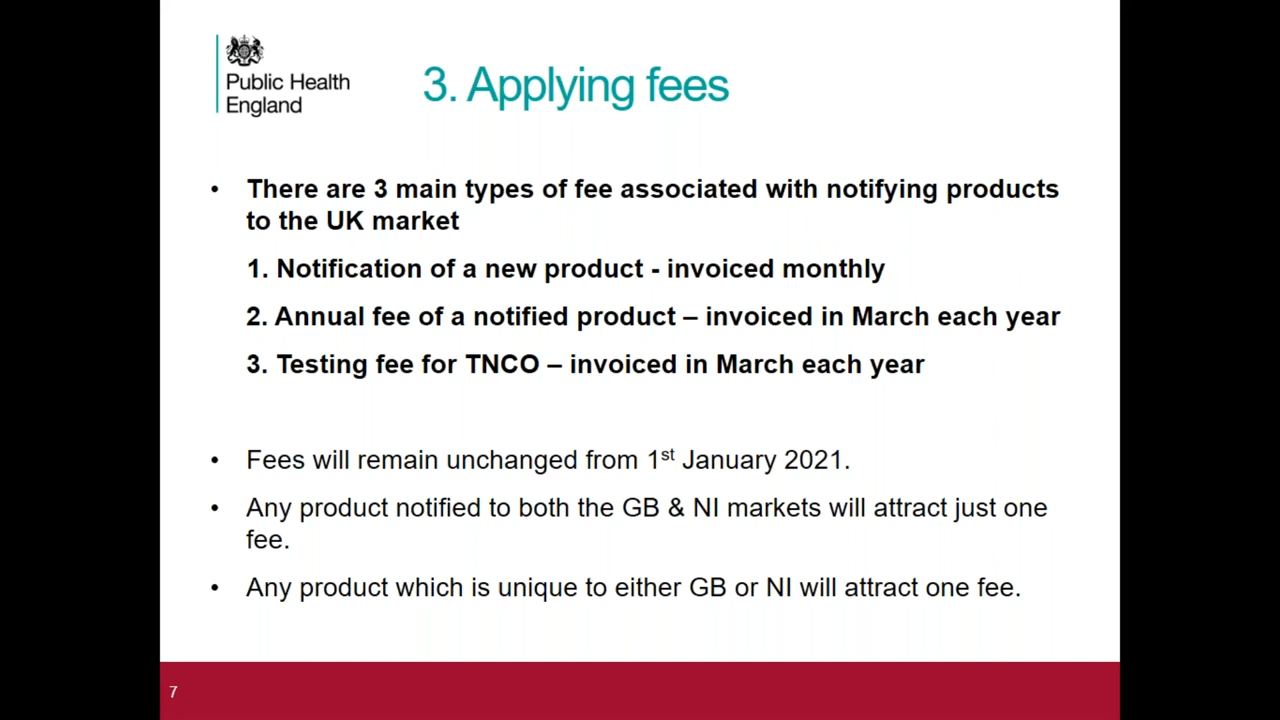 Public Health
England
3. Applying fees
• There are 3 main types of fee associated with notifying products
to the UK market
1. Notification of a new product - invoiced monthly
2. Annual fee of a notified product – invoiced in March each year
3. Testing fee for TNCO – invoiced in March each year
• Fees will remain unchanged from 1st January 2021.
• Any product notified to both the GB & NI markets will attract just one
fee.
• Any product which is unique to either GB or NI will attract one fee.
7